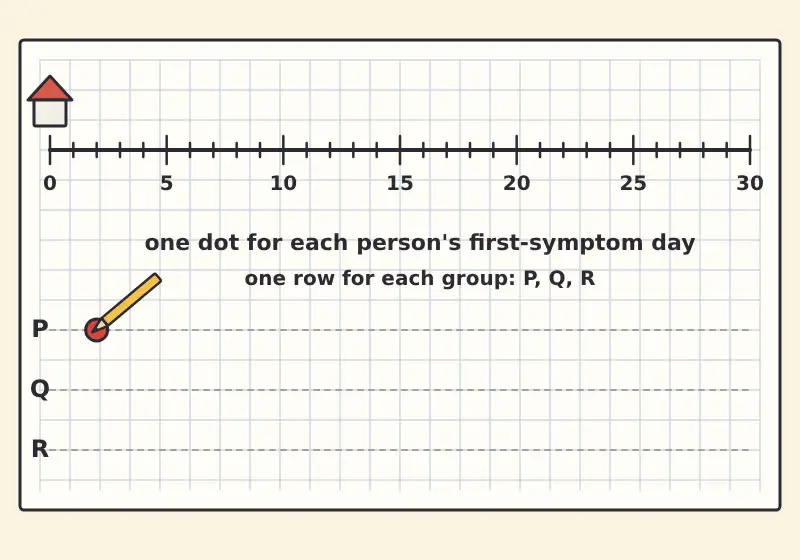 0 5 10 15 20 25 30
one dot for each person's first-symptom day
one row for each group: P, Q, R
P
Q
R